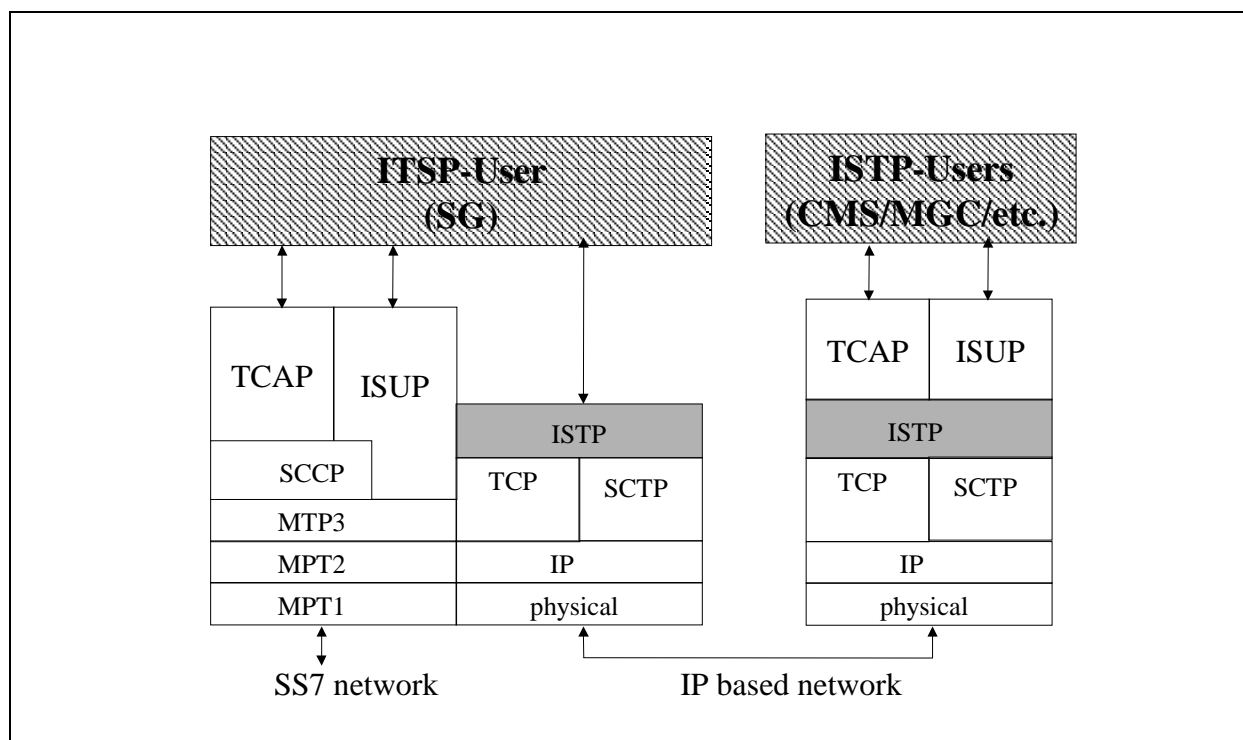 ITSP-User
(SG)
ISTP-Users
(CMS/MGC/etc.)
TCAP
ISUP
SCCP
MTP3
MPT2
MPT1
ISTP
TCP
SCTP
IP
physical
TCAP
ISUP
ISTP
TCP
SCTP
IP
physical
SS7 network
IP based network